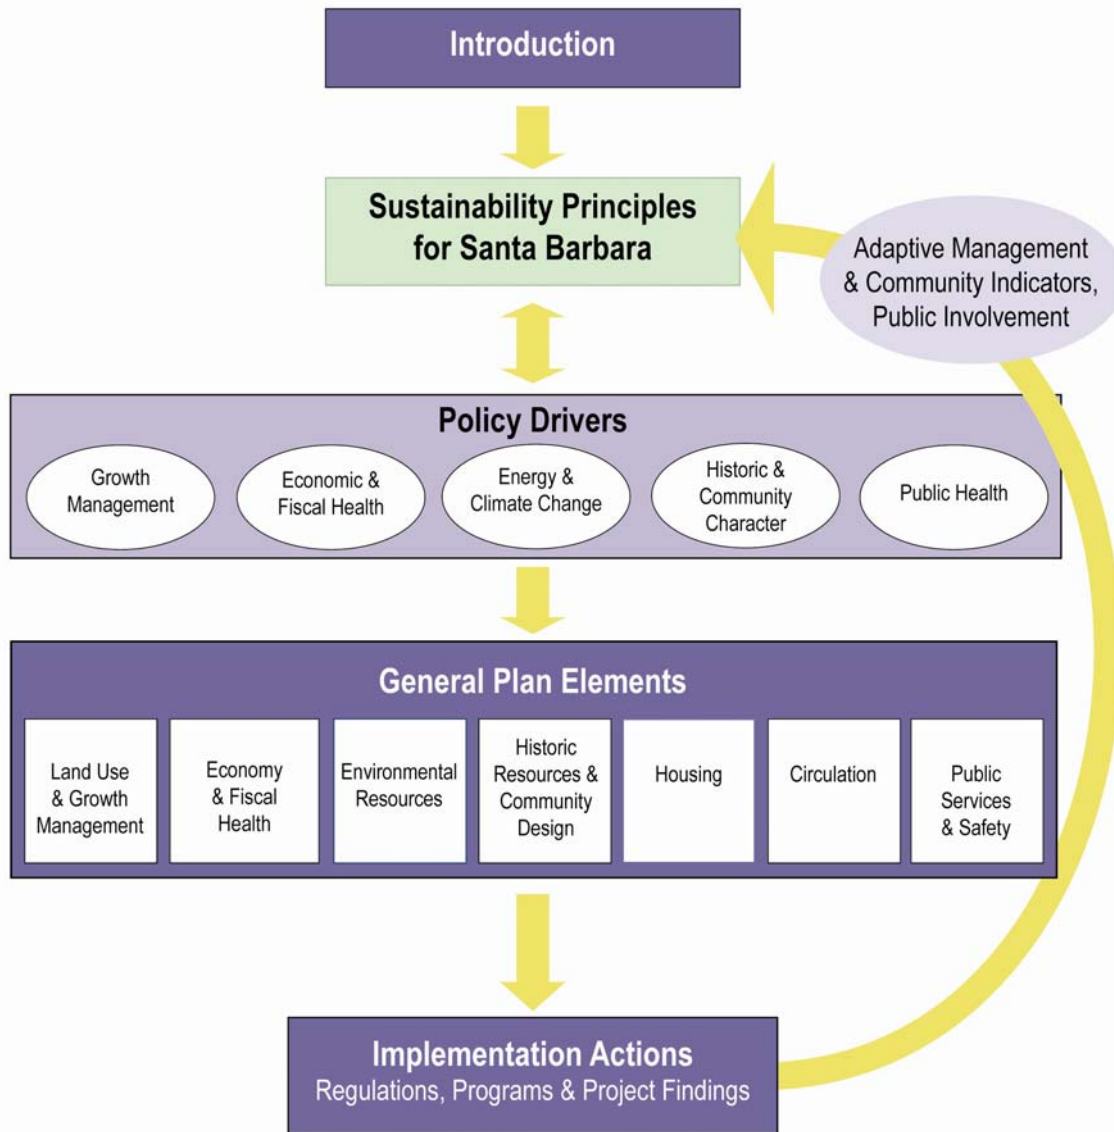 Introduction
Sustainability Principles
for Santa Barbara
Adaptive Management
& Community Indicators,
Public Involvement
Policy Drivers
Growth
Management
Economic &
Fiscal Health
Energy &
Climate Change
Historic &
Community
Character
Public Health
General Plan Elements
Land Use
& Growth
Management
Economy
& Fiscal
Health
Environmental
Resources
Historic
Resources &
Community
Design
Housing
Circulation
Public
Services
& Safety
Implementation Actions
Regulations, Programs & Project Findings